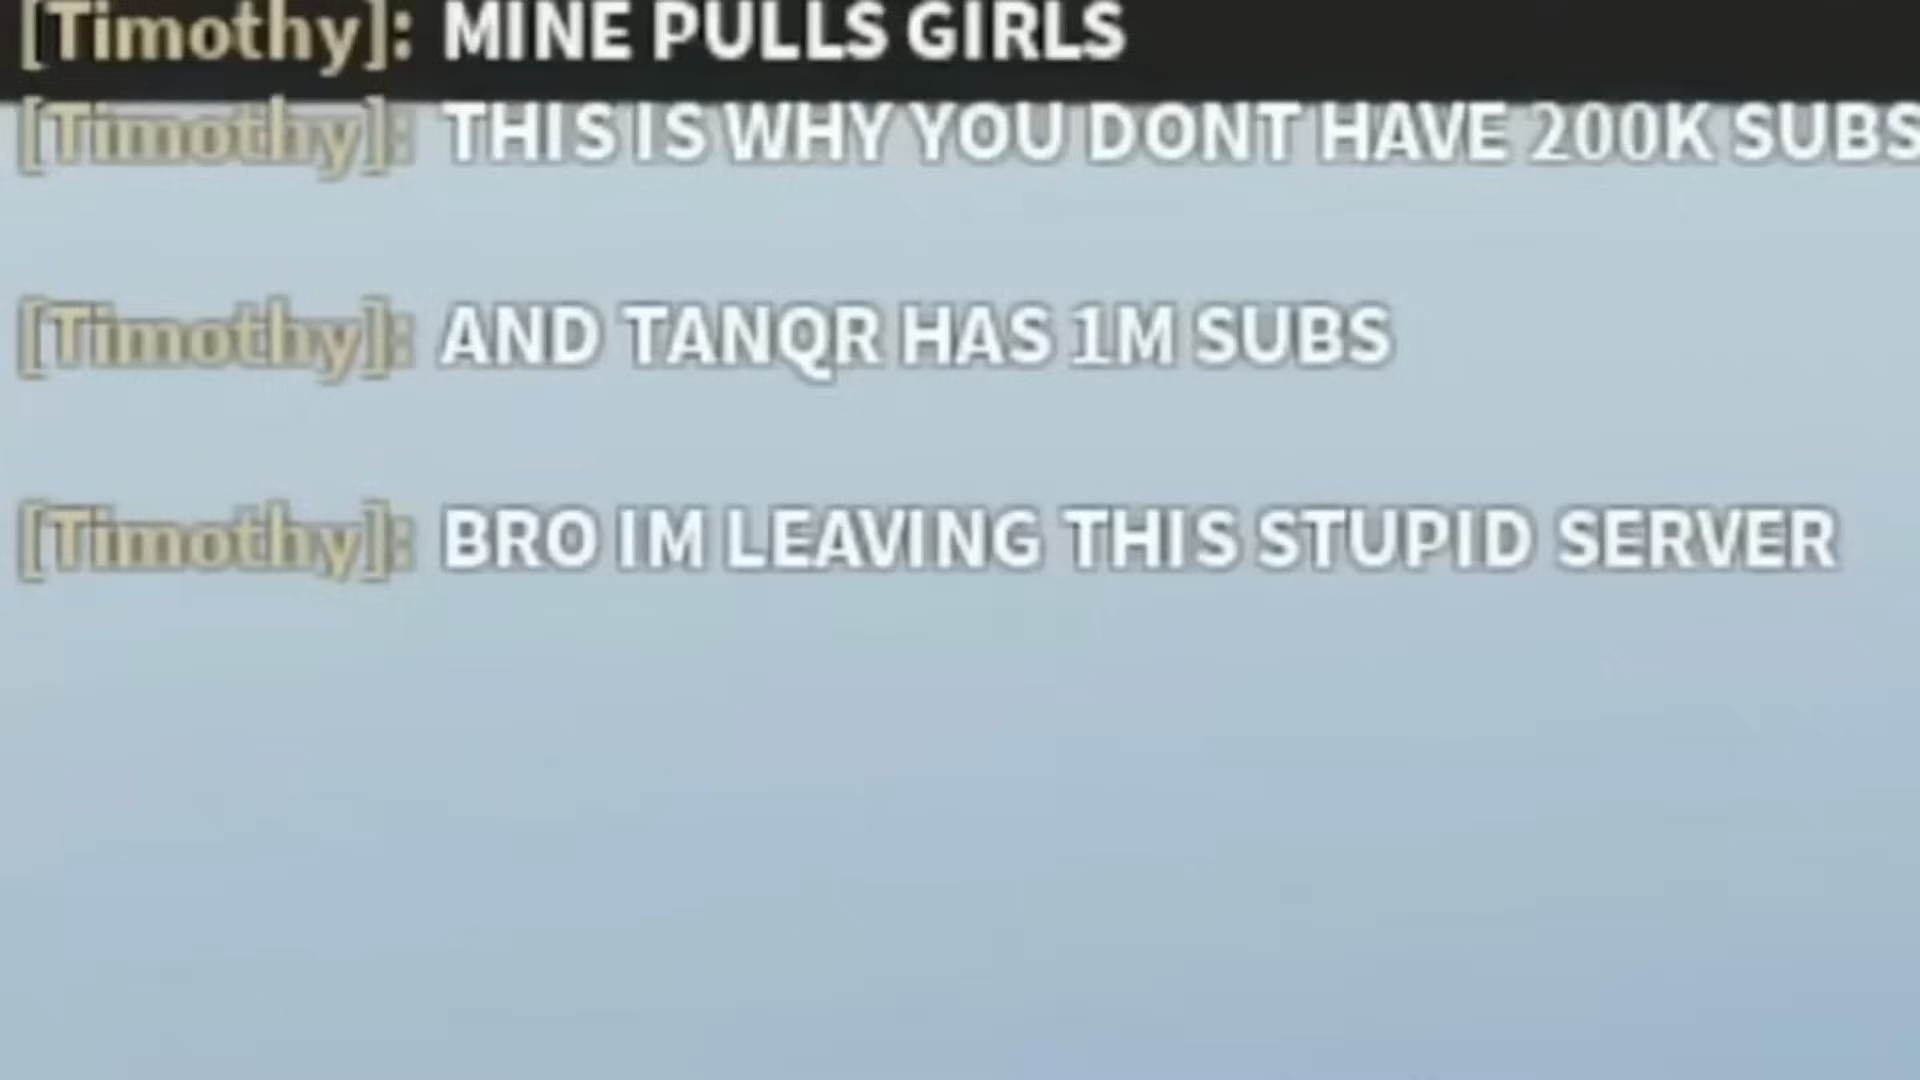 [Timothy]: MINE PULLS GIRLS
[Timothy]: THIS IS WHY YOU DONT HAVE 200K SUBS
[Timothy]: AND TANQR HAS 1M SUBS
[Timothy]: BRO IM LEAVING THIS STUPID SERVER